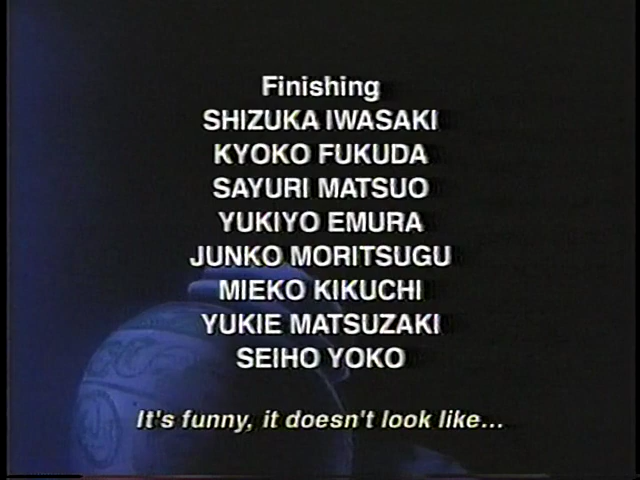 Finishing
SHIZUKA IWASAKI
KYOKO FUKUDA
SAYURI MATSUO
YUKIYO EMURA
JUNKO MORITSUGU
MIEKO KIKUCHI
YUKIE MATSUZAKI
SEIHO YOKO
It's funny, it doesn't look like...